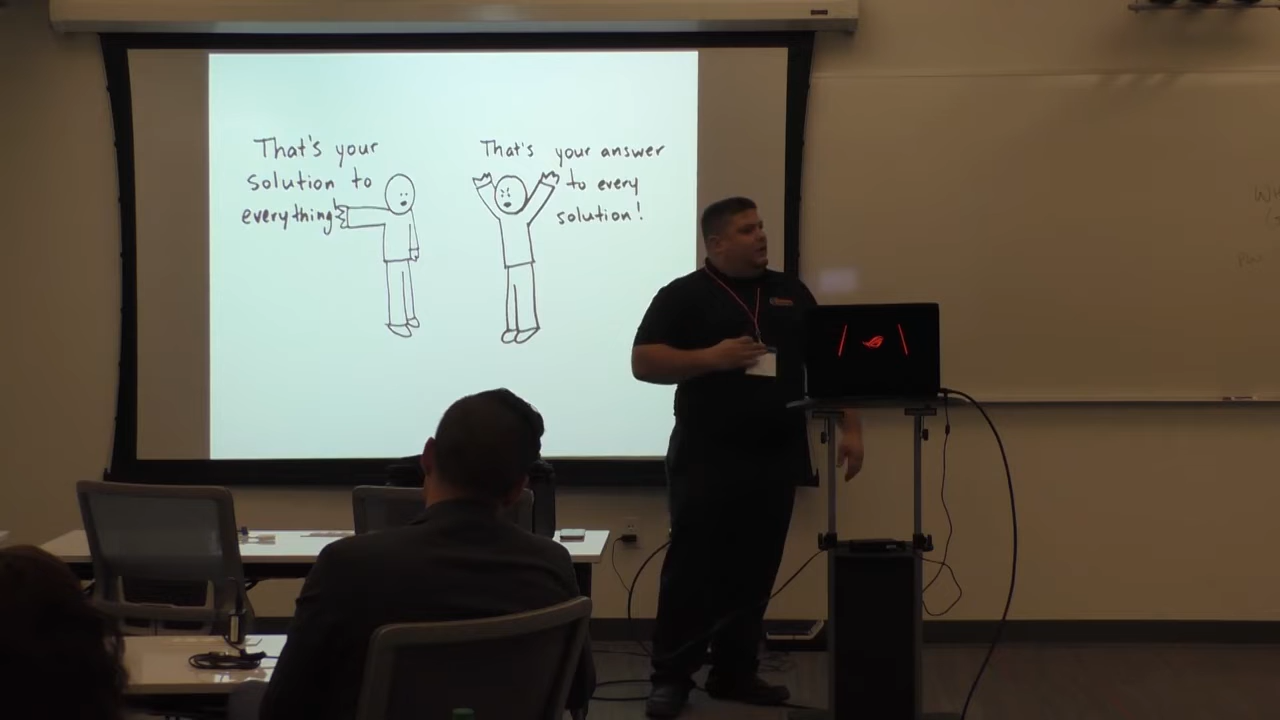 That's your
solution to
everything!
That's your answer
to every
solution!